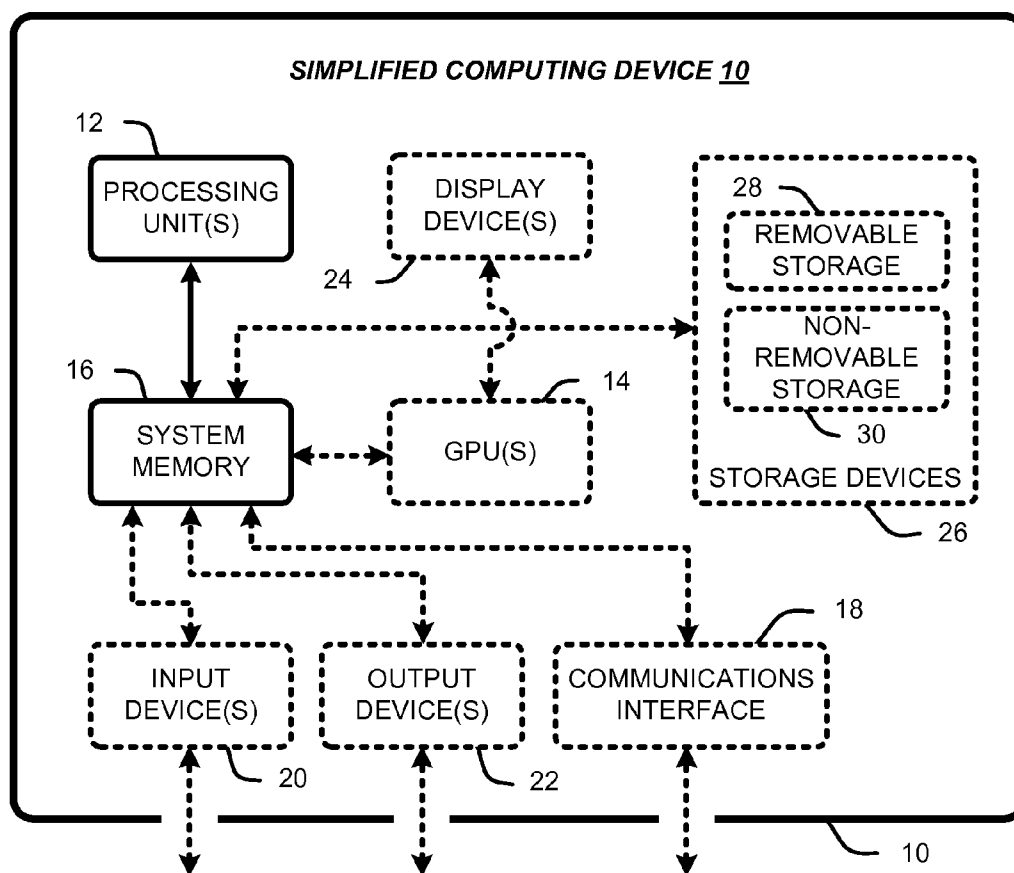 SIMPLIFIED COMPUTING DEVICE 10
12
PROCESSING
UNIT(S)
DISPLAY
DEVICE(S)
24
28
REMOVABLE
STORAGE
NON-
REMOVABLE
STORAGE
30
STORAGE DEVICES
26
16
SYSTEM
MEMORY
14
GPU(S)
18
INPUT
DEVICE(S)
20
OUTPUT
DEVICE(S)
22
COMMUNICATIONS
INTERFACE
10